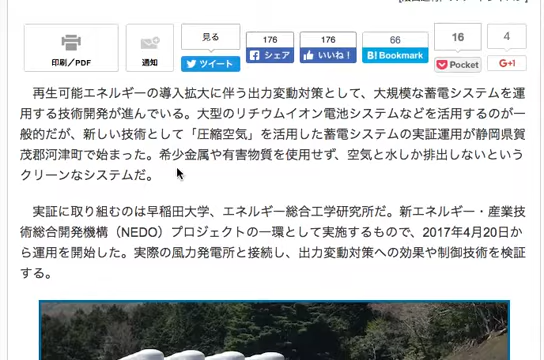 印刷／PDF
通知
見る
ツイート
176
シェア
176
いいね！
66
B!Bookmark
16
Pocket
4
+1
再生可能エネルギーの導入拡大に伴う出力変動対策として、大規模な蓄電システムを運
用する技術開発が進んでいる。大型のリチウムイオン電池システムなどを活用するのが一
般的だが、新しい技術として「圧縮空気」を活用した蓄電システムの実証運用が静岡県賀
茂郡河津町で始まった。希少金属や有害物質を使用せず、空気と水しか排出しないという
クリーンなシステムだ。
実証に取り組むのは早稲田大学、エネルギー総合工学研究所だ。新エネルギー・産業技
術総合開発機構（NEDO）プロジェクトの一環として実施するもので、2017年4月20日か
ら運用を開始した。実際の風力発電所と接続し、出力変動対策への効果や制御技術を検証
する。